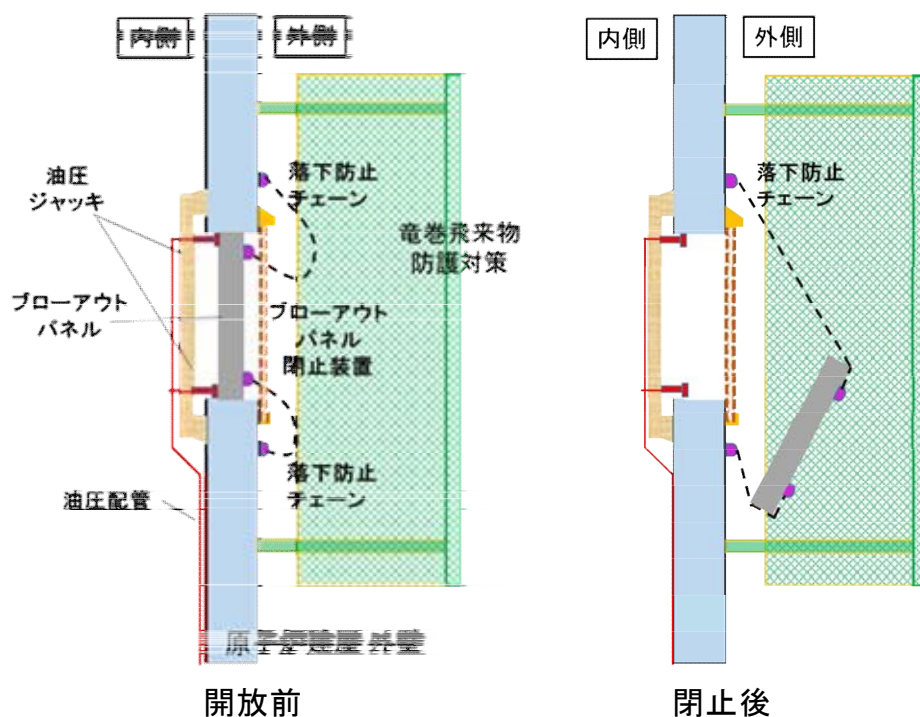 内側
外側
内側
外側
落下防止
チェーン
油圧
ジャッキ
竜巻飛来物
防護対策
ブローアウト
パネル
ブローアウト
パネル
閉止装置
落下防止
チェーン
油圧配管
原子炉建屋外壁
開放前
落下防止
チェーン
閉止後